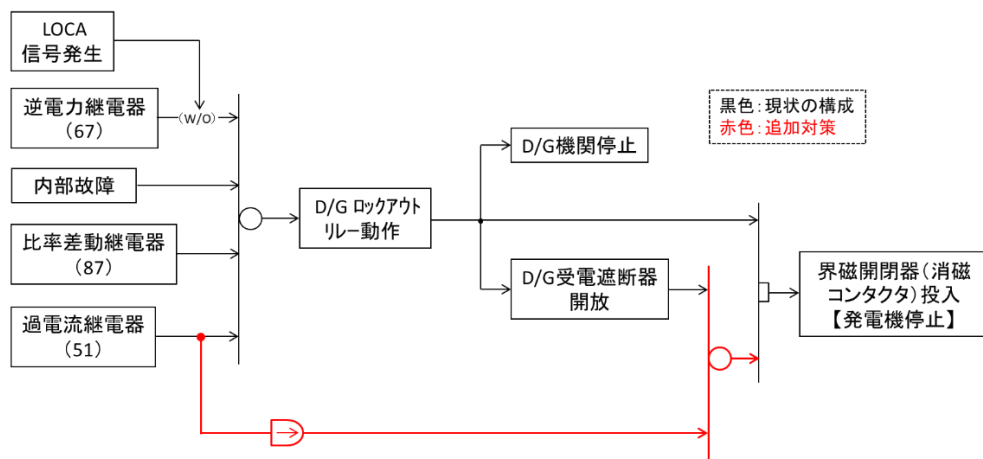 LOCA
信号発生
逆電力継電器
(67)
(W/O)
内部故障
比率差動継電器
(87)
過電流継電器
(51)
D/G ロックアウト
リレー動作
D/G機関停止
D/G受電遮断器
開放
黒色：現状の構成
赤色：追加対策
界磁開閉器（消磁
コンタクタ）投入
【発電機停止】